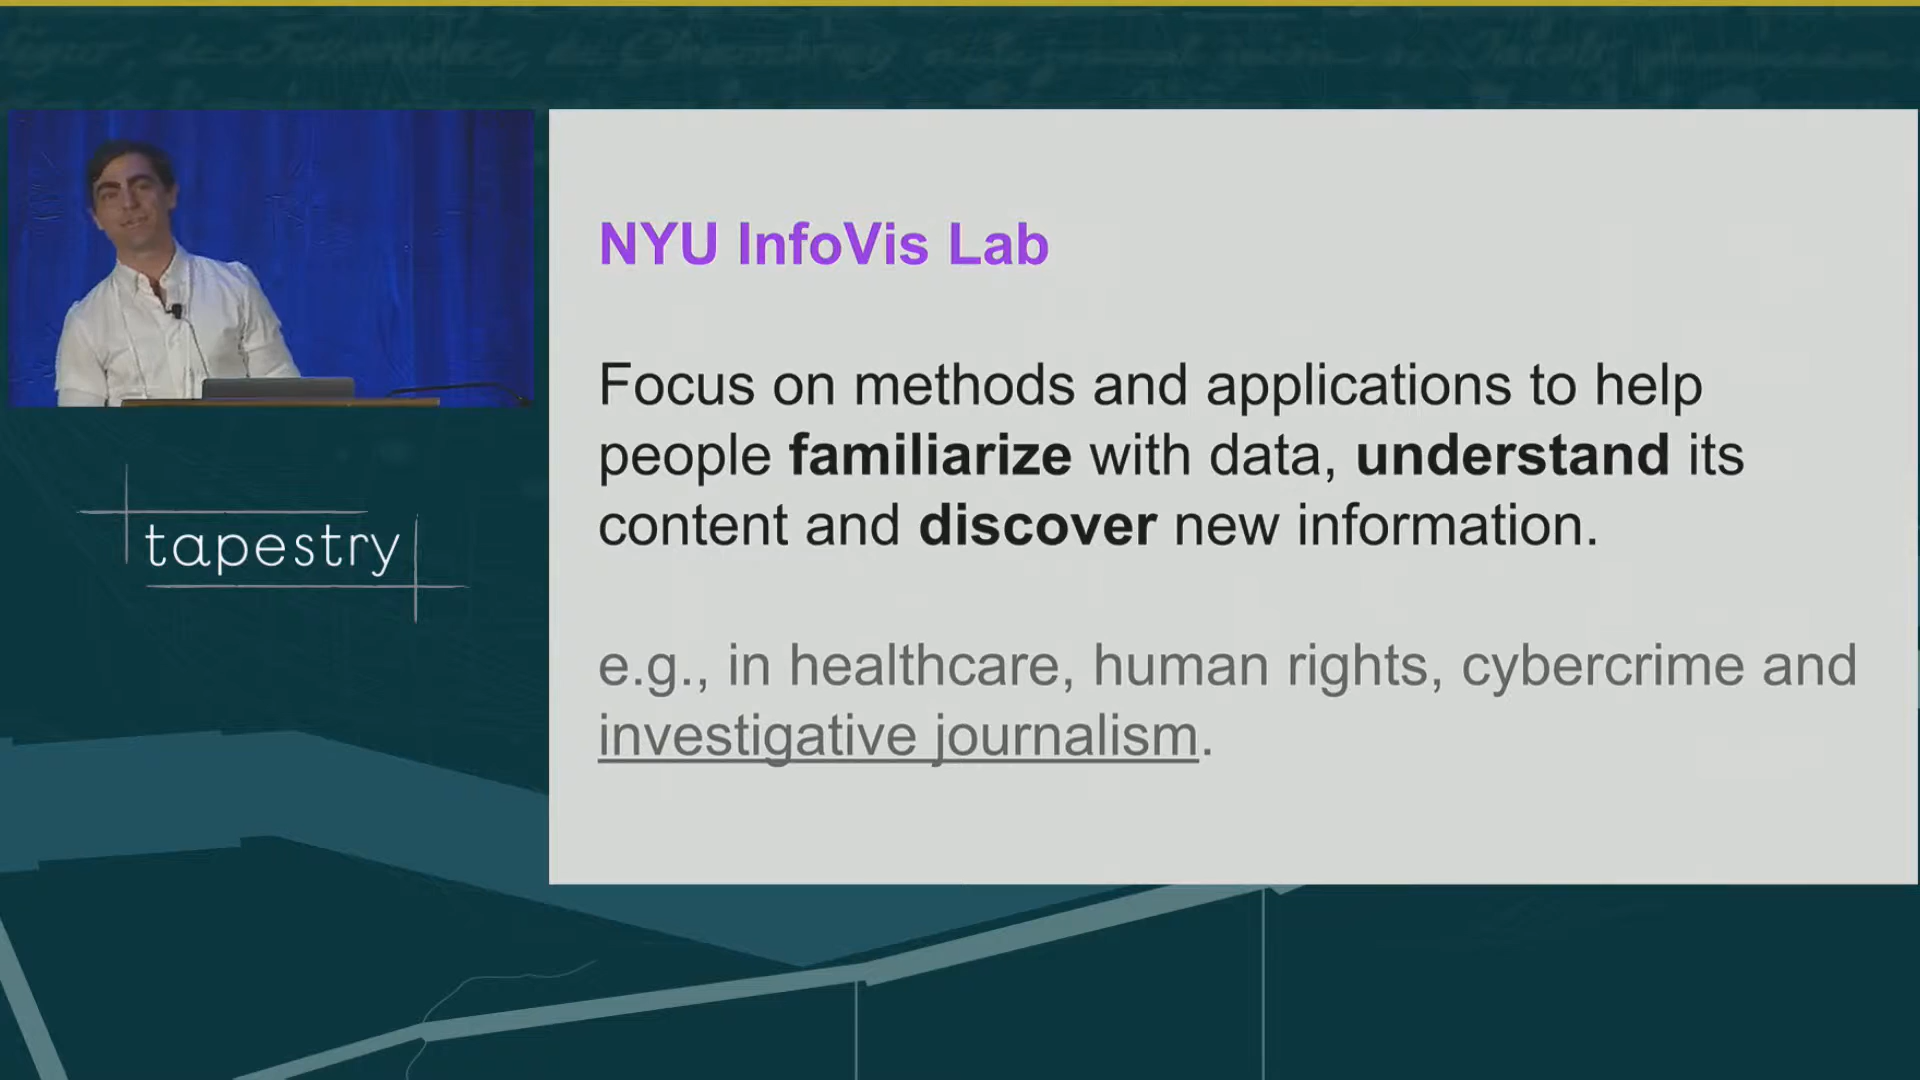 NYU InfoVis Lab
Focus on methods and applications to help
people familiarize with data, understand its
content and discover new information.
e.g., in healthcare, human rights, cybercrime and
investigative journalism.
tapestry